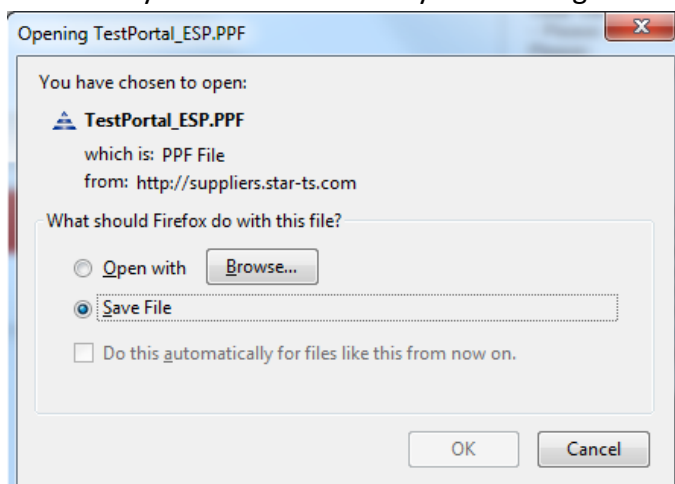 Opening TestPortal_ESP.PPF
You have chosen to open:
TestPortal_ESP.PPF
which is: PPF File
from: http://suppliers.star-ts.com
What should Firefox do with this file?
Open with Browse...
Save File
Do this automatically for files like this from now on.
OK Cancel